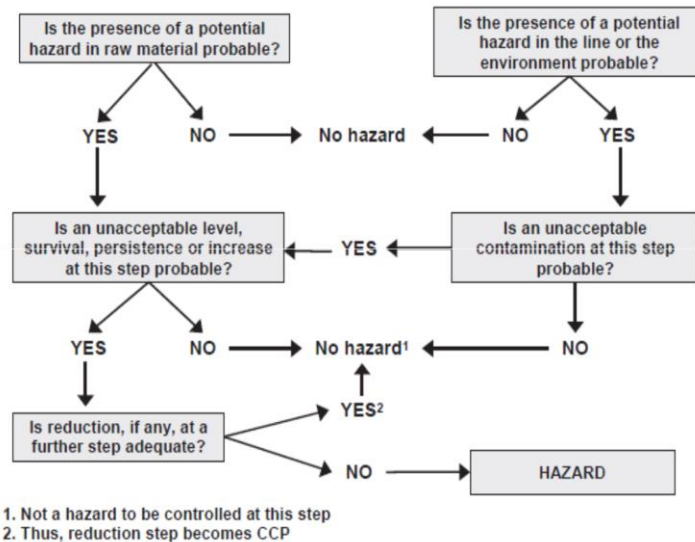 Is the presence of a potential
hazard in raw material probable?
Is the presence of a potential
hazard in the line or the
environment probable?
YES
NO
No hazard
NO
YES
Is an unacceptable level,
survival, persistence or increase
at this step probable?
YES
Is an unacceptable
contamination at this step
probable?
YES
NO
No hazard¹
NO
Is reduction, if any, at a
further step adequate?
YES²
NO
HAZARD
1. Not a hazard to be controlled at this step
2. Thus, reduction step becomes CCP